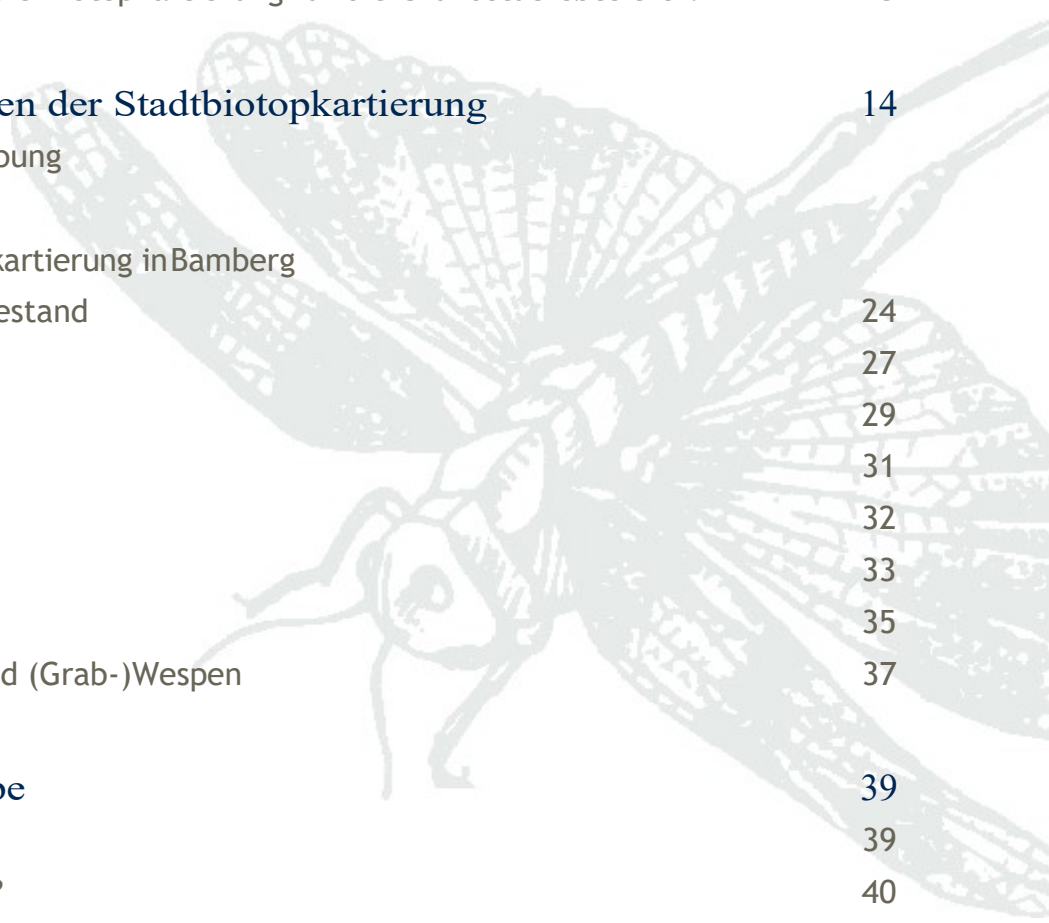 en der Stadtbiotopkartierung 14
bung
kartierung inBamberg
estand 24
27
29
31
32
33
35
d (Grab-)Wespen 37
be 39
39
? 40